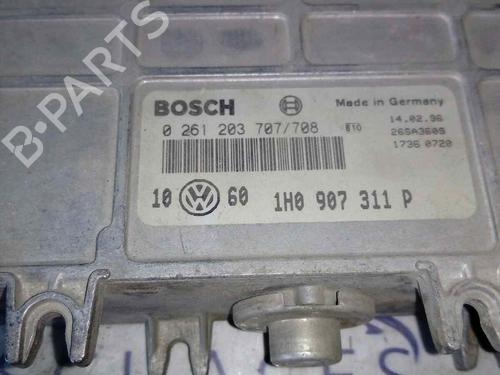 B-PARTS
BOSCH Made in Germany
0 261 203 707/708 14.02.96
26SA3609
1736 0720
10 60 1H0 907 311 P